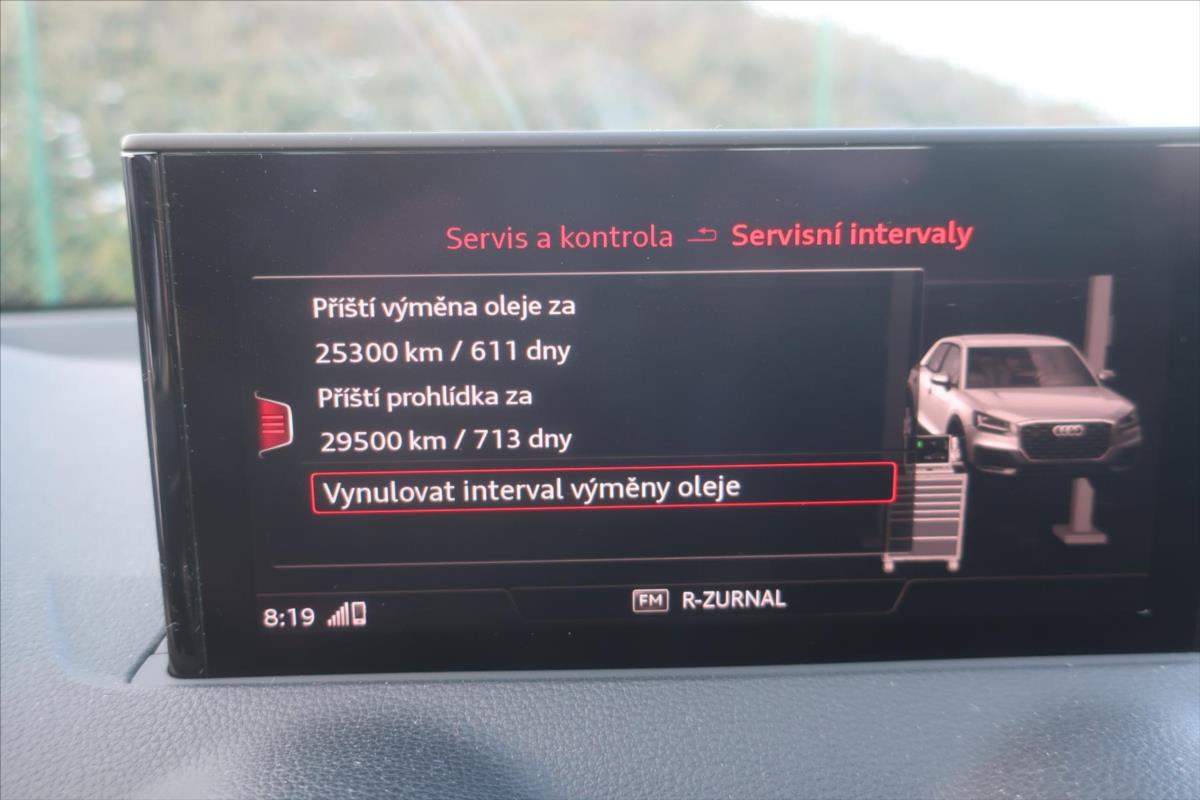 Servis a kontrola Servisní intervaly
Příští výměna oleje za
25300 km / 611 dny
Příští prohlídka za
29500 km / 713 dny
Vynulovat interval výměny oleje
8:19
FM R-ZURNAL